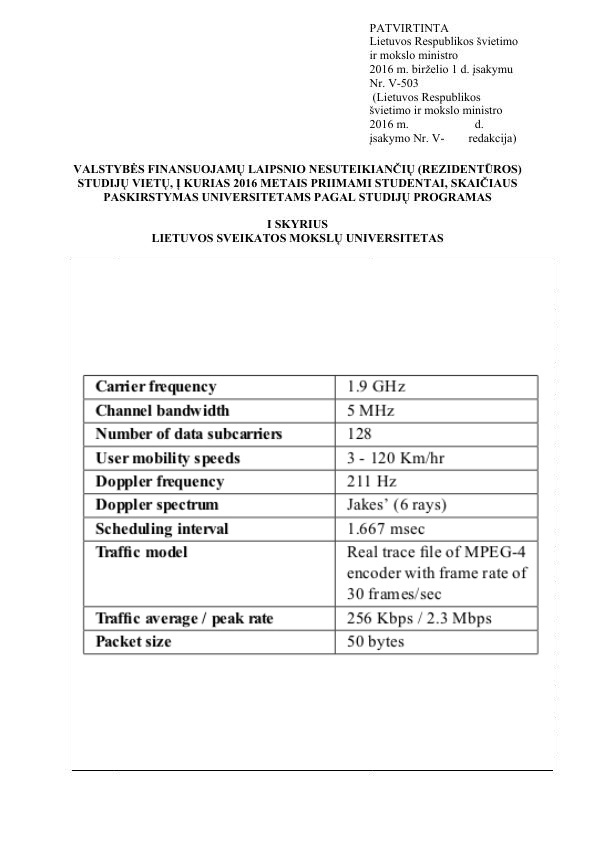 PATVIRTINTA
Lietuvos Respublikos švietimo
ir mokslo ministro
2016 m. birželio 1 d. įsakymu
Nr. V-503
(Lietuvos Respublikos
švietimo ir mokslo ministro
2016 m. d.
įsakymo Nr. V- redakcija)
VALSTYBĖS FINANSUOJAMŲ LAIPSNIO NESUTEIKIANČIŲ (REZIDENTŪROS)
STUDIJŲ VIETŲ, Į KURIAS 2016 METAIS PRIIMAMI STUDENTAI, SKAIČIAUS
PASKIRSTYMAS UNIVERSITETAMS PAGAL STUDIJŲ PROGRAMAS
I SKYRIUS
LIETUVOS SVEIKATOS MOKSLŲ UNIVERSITETAS
Carrier frequency 1.9 GHz
Channel bandwidth 5 MHz
Number of data subcarriers 128
User mobility speeds 3 - 120 Km/hr
Doppler frequency 211 Hz
Doppler spectrum Jakes’ (6 rays)
Scheduling interval 1.667 msec
Traffic model Real trace file of MPEG-4
encoder with frame rate of
30 frames/sec
Traffic average / peak rate 256 Kbps / 2.3 Mbps
Packet size 50 bytes